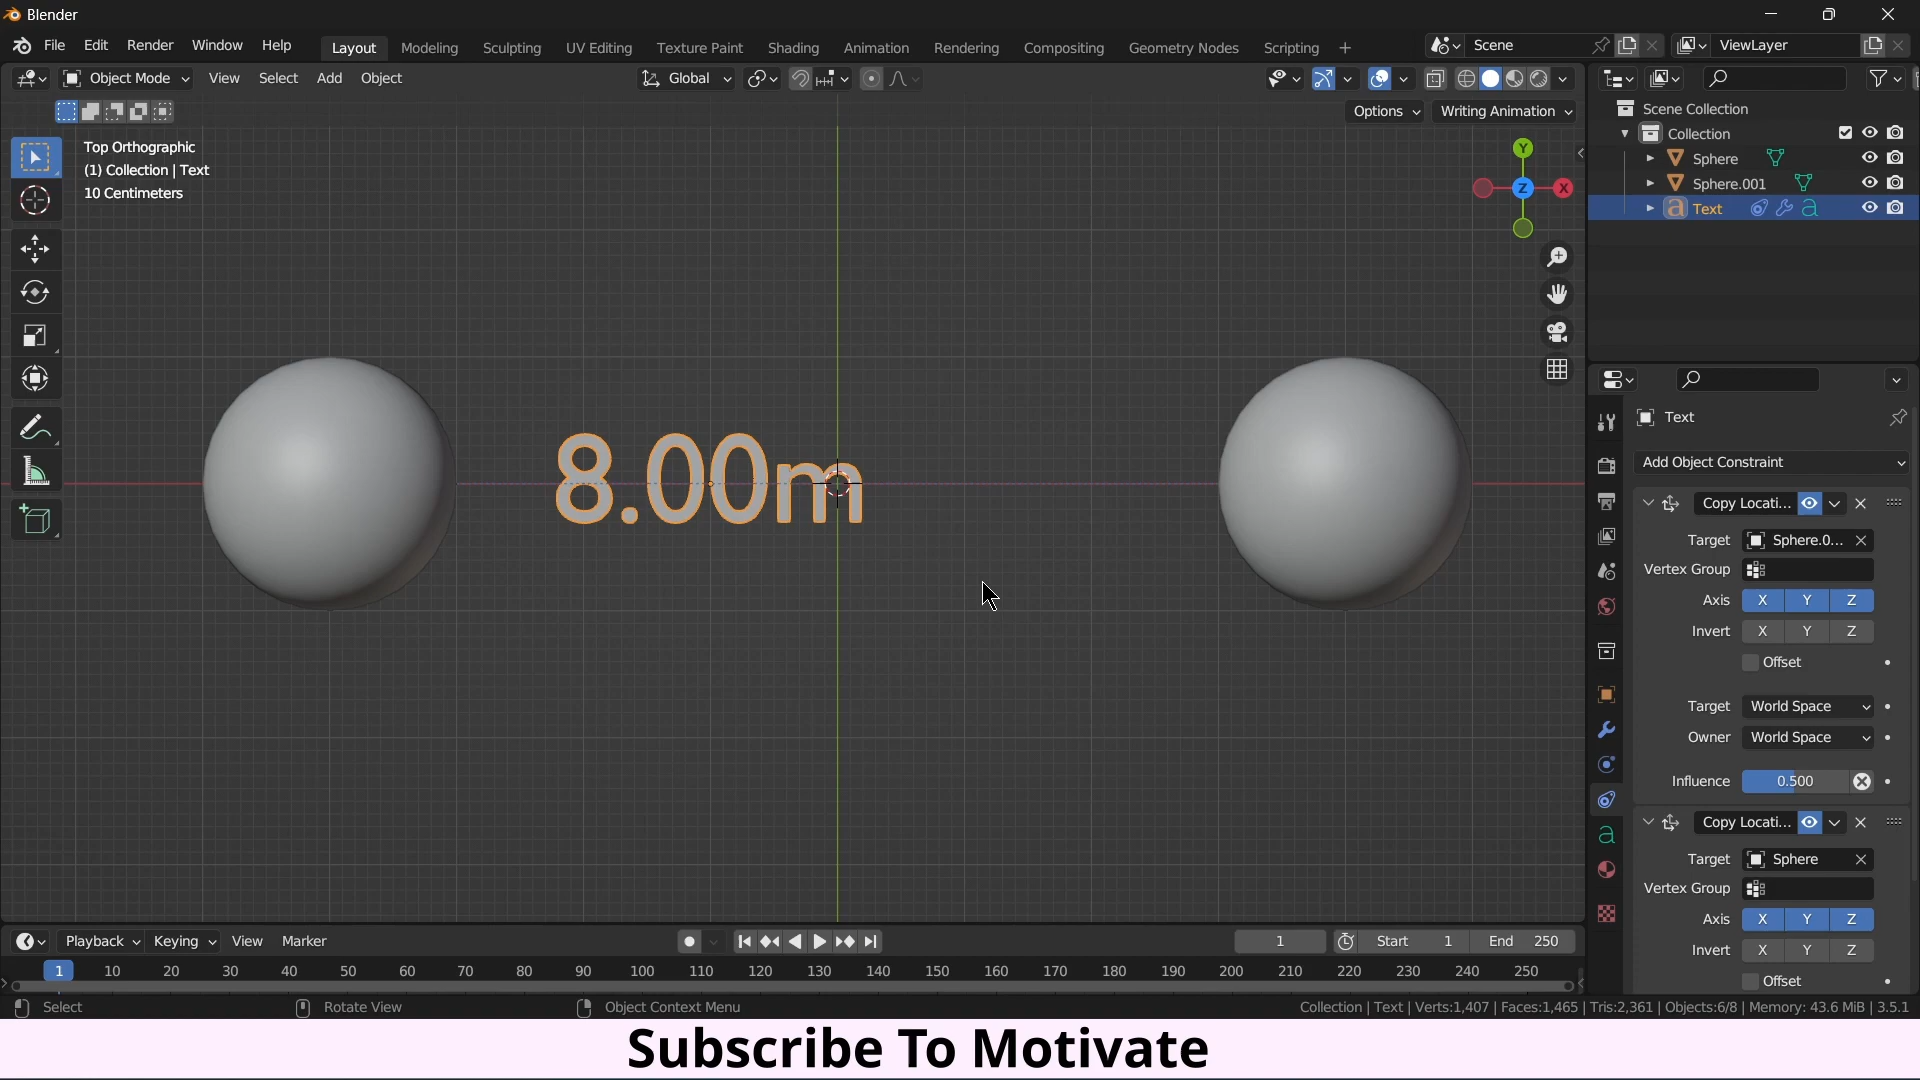 Blender
File Edit Render Window Help Layout Modeling Sculpting UV Editing Texture Paint Shading Animation Rendering Compositing Geometry Nodes Scripting + Scene ViewLayer
Object Mode View Select Add Object Global
Options Writing Animation
Top Orthographic
(1) Collection | Text
10 Centimeters
Y
Z X
8.00m
Scene Collection
Collection
Sphere
Sphere.001
Text
Text
Add Object Constraint
Copy Locati...
Target Sphere.0...
Vertex Group
Axis X Y Z
Invert X Y Z
Offset
Target World Space
Owner World Space
Influence 0.500
Copy Locati...
Target Sphere
Vertex Group
Axis X Y Z
Invert X Y Z
Offset
Playback Keying View Marker 1 Start 1 End 250
1 10 20 30 40 50 60 70 80 90 100 110 120 130 140 150 160 170 180 190 200 210 220 230 240 250
Select Rotate View Object Context Menu Collection | Text | Verts:1,407 | Faces:1,465 | Tris:2,361 | Objects:6/8 | Memory: 43.6 MiB | 3.5.1
Subscribe To Motivate